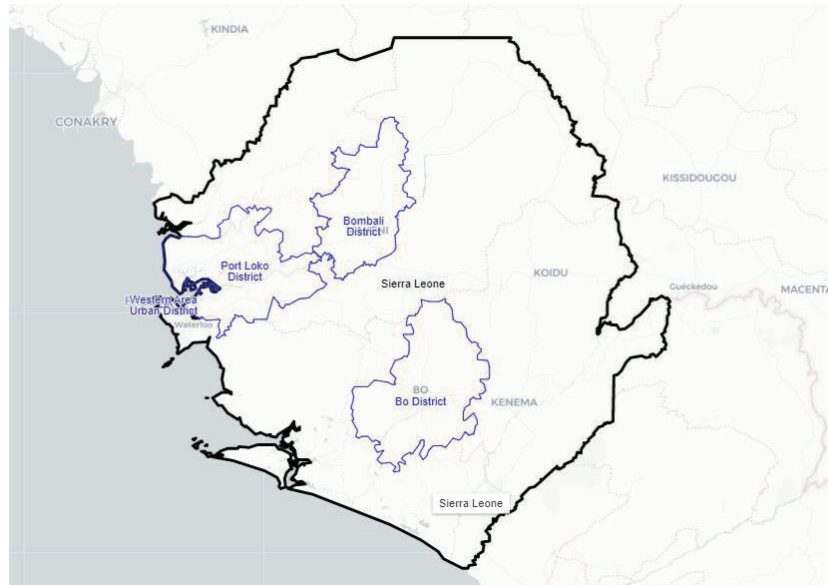 KINDIA
CONAKRY
KISSIDOUGOU
Bombali
District
Port Loko
District
KOIDU
Sierra Leone
Guéckédou
MACENTA
Western Area
Urban District
Waterloo
BO
Bo District
KENEMA
Sierra Leone